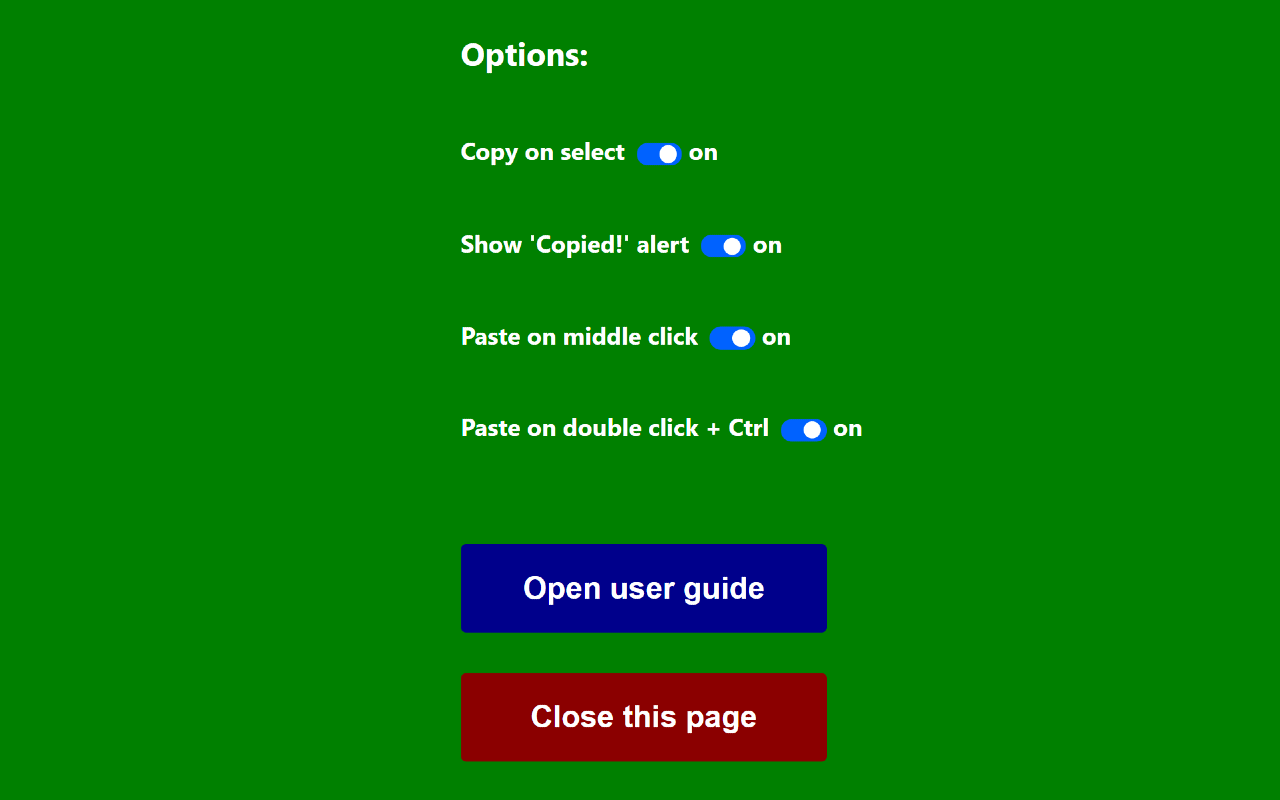 Options:
Copy on select on
Show 'Copied!' alert on
Paste on middle click on
Paste on double click + Ctrl on
Open user guide
Close this page